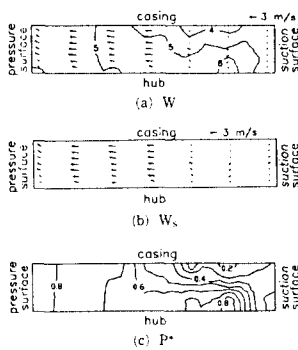 casing ← 3 m/s
pressure surface
4
5
5
6
suction surface
hub
(a) W
casing ← 3 m/s
pressure surface
suction surface
hub
(b) Ws
casing
pressure surface
0.8
0.6
0.4
0.2
0.8
suction surface
hub
(c) P*